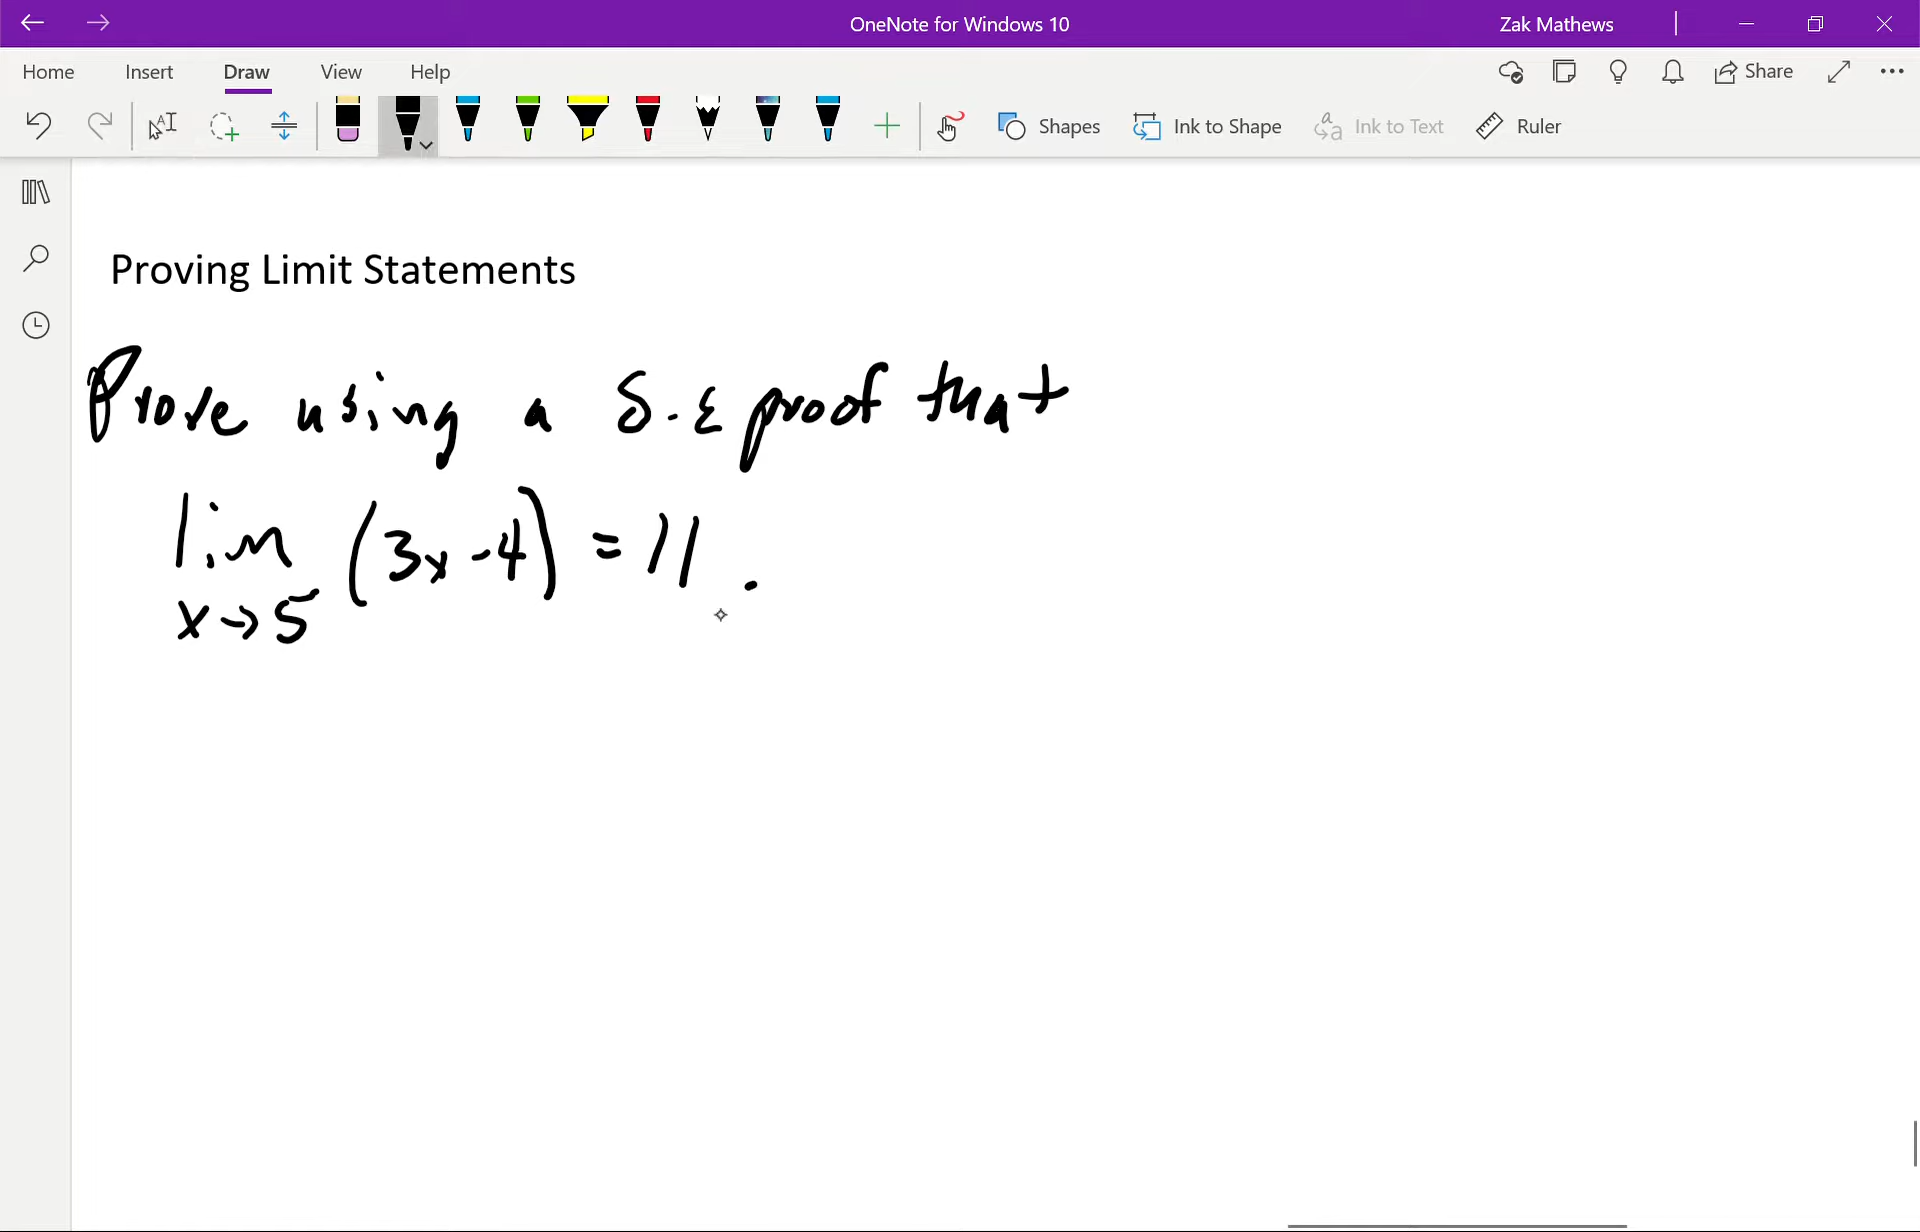 OneNote for Windows 10
Zak Mathews
Home Insert Draw View Help Share
Shapes Ink to Shape Ink to Text Ruler
Proving Limit Statements
Prove using a δ-ε proof that
lim (3x-4) = 11.
x→5